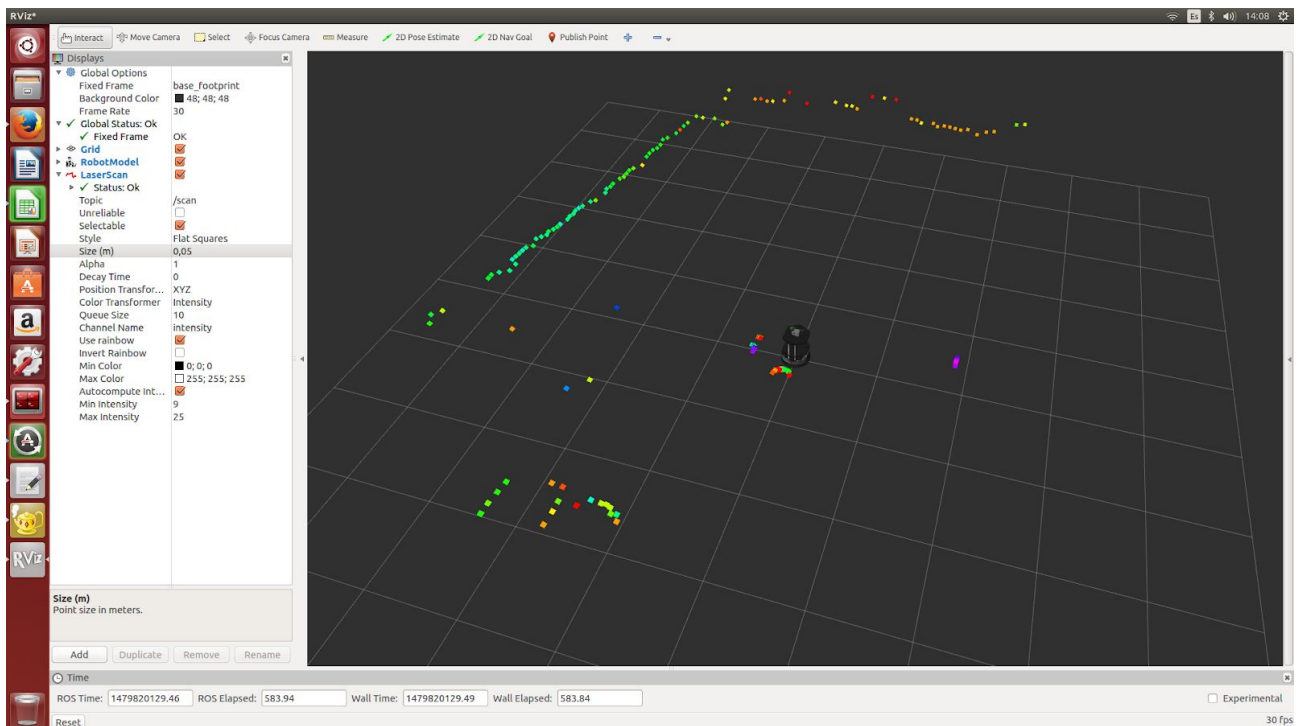 RViz*
Es
14:08
Interact Move Camera Select Focus Camera Measure 2D Pose Estimate 2D Nav Goal Publish Point
Displays
Global Options
Fixed Frame base_footprint
Background Color 48; 48; 48
Frame Rate 30
Global Status: Ok
Fixed Frame OK
Grid
RobotModel
LaserScan
Status: Ok
Topic /scan
Unreliable
Selectable
Style Flat Squares
Size (m) 0,05
Alpha 1
Decay Time 0
Position Transfor... XYZ
Color Transformer Intensity
Queue Size 10
Channel Name intensity
Use rainbow
Invert Rainbow
Min Color 0; 0; 0
Max Color 255; 255; 255
Autocompute Int...
Min Intensity 9
Max Intensity 25
a
RViz
Size (m)
Point size in meters.
Add Duplicate Remove Rename
Time
ROS Time: 1479820129.46 ROS Elapsed: 583.94 Wall Time: 1479820129.49 Wall Elapsed: 583.84 Experimental
Reset 30 fps